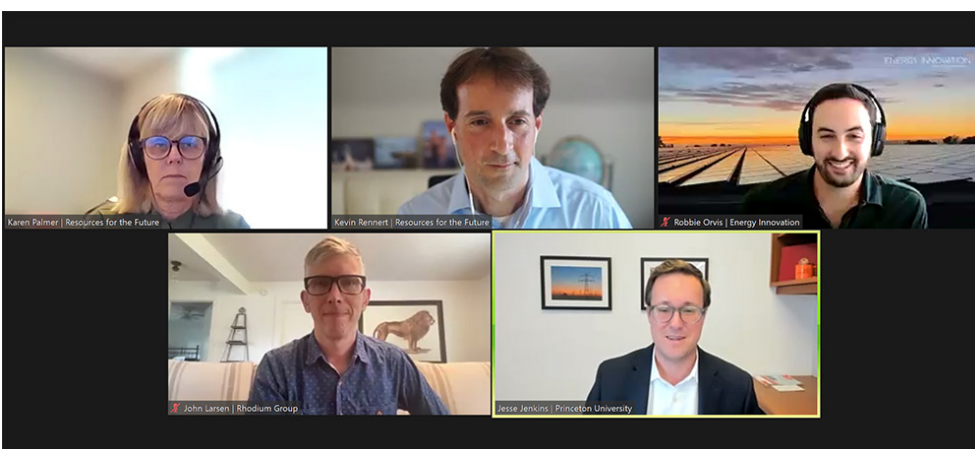 ENERGY INNOVATION
Karen Palmer | Resources for the Future
Kevin Rennert | Resources for the Future
Robbie Orvis | Energy Innovation
John Larsen | Rhodium Group
Jesse Jenkins | Princeton University